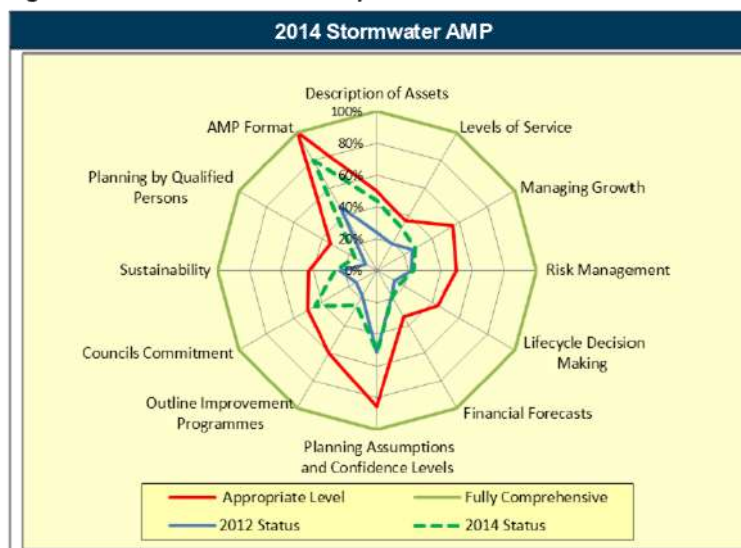 2014 Stormwater AMP
Description of Assets
100%
AMP Format
Levels of Service
80%
Planning by Qualified
Persons
60%
Managing Growth
40%
20%
Sustainability
0%
Risk Management
Councils Commitment
Lifecycle Decision
Making
Outline Improvement
Programmes
Financial Forecasts
Planning Assumptions
and Confidence Levels
Appropriate Level
Fully Comprehensive
2012 Status
2014 Status